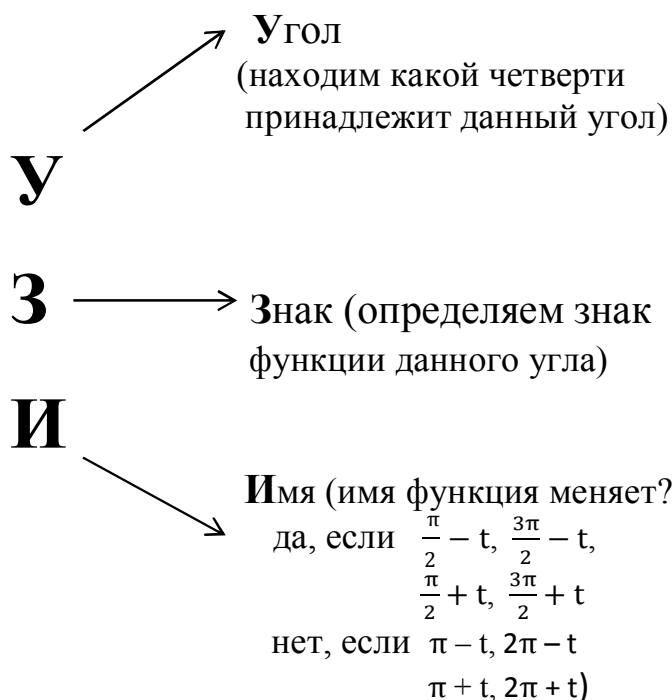 Угол
(находим какой четверти
принадлежит данный угол)
У
З
Знак (определяем знак
функции данного угла)
И
Имя (имя функция меняет?
да, если π/2 − t, 3π/2 − t,
π/2 + t, 3π/2 + t
нет, если π – t, 2π – t
π + t, 2π + t)